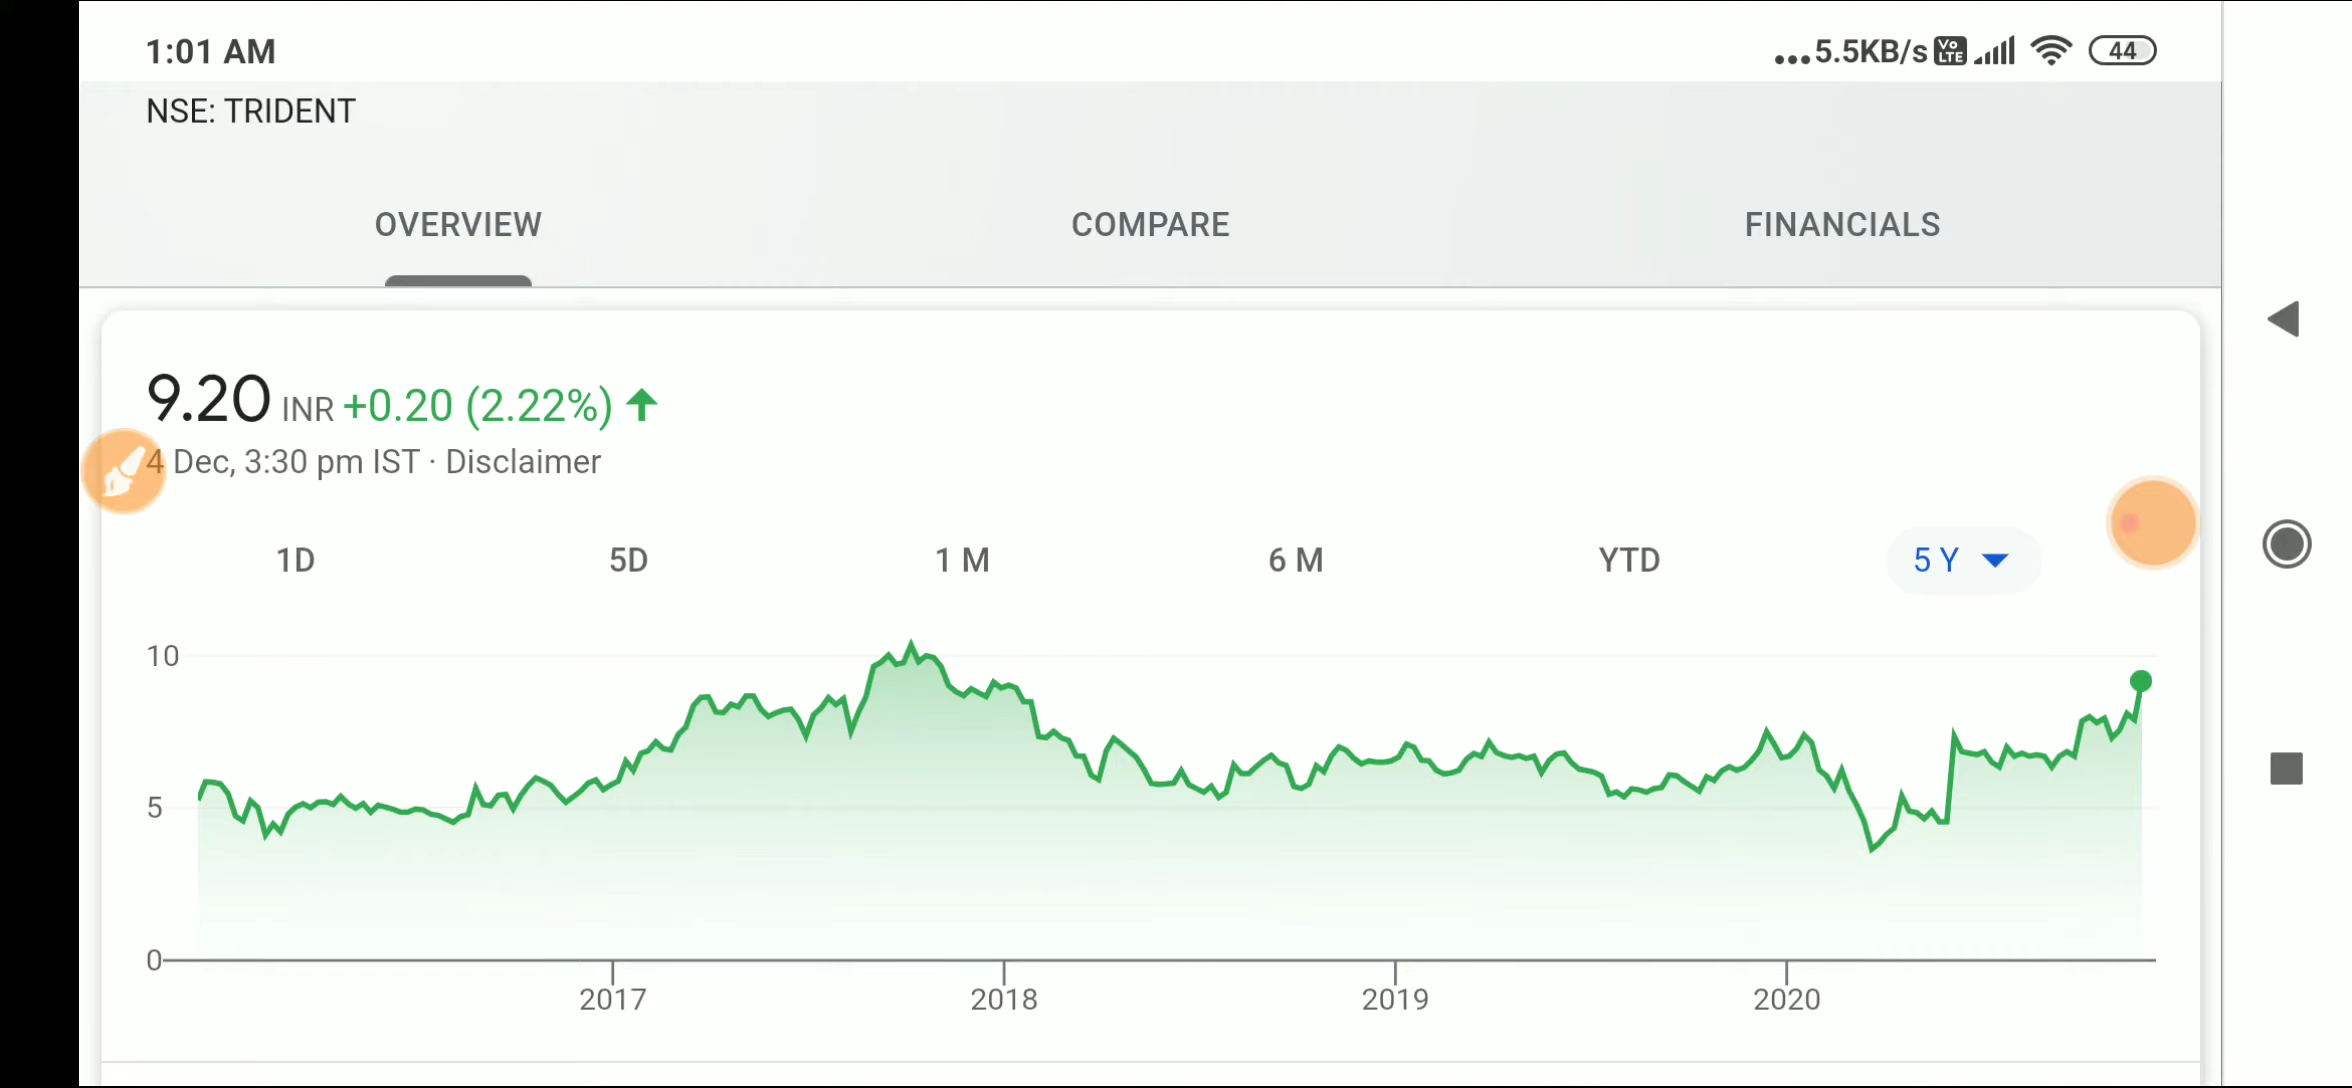 1:01 AM
5.5KB/s Vo LTE 44
NSE: TRIDENT
OVERVIEW COMPARE FINANCIALS
9.20 INR +0.20 (2.22%)
4 Dec, 3:30 pm IST · Disclaimer
1D 5D 1 M 6 M YTD 5 Y
10
5
0
2017 2018 2019 2020